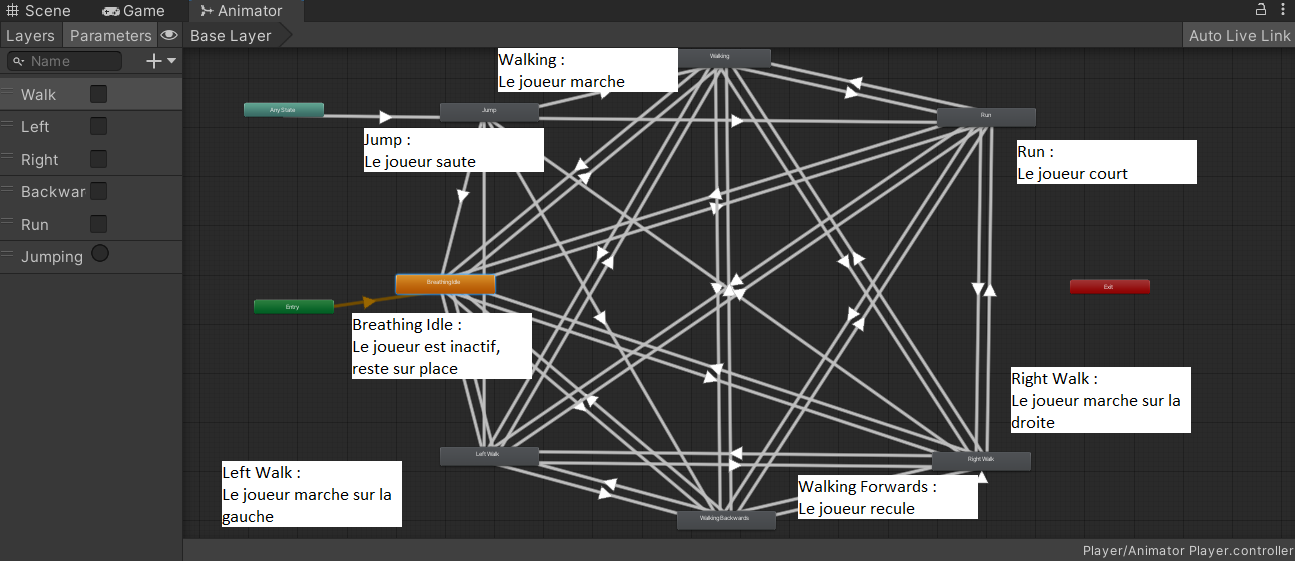 Scene
Game
Animator
Layers
Parameters
Base Layer
Auto Live Link
Name
Walk
Left
Right
Backwar
Run
Jumping
Walking
Walking :
Le joueur marche
Any State
Jump
Run
Jump :
Le joueur saute
Run :
Le joueur court
BreathingIdle
Entry
Exit
Breathing Idle :
Le joueur est inactif,
reste sur place
Right Walk :
Le joueur marche sur la
droite
Left Walk
Right Walk
Left Walk :
Le joueur marche sur la
gauche
Walking Forwards :
Le joueur recule
Walking Backwards
Player/Animator Player.controller